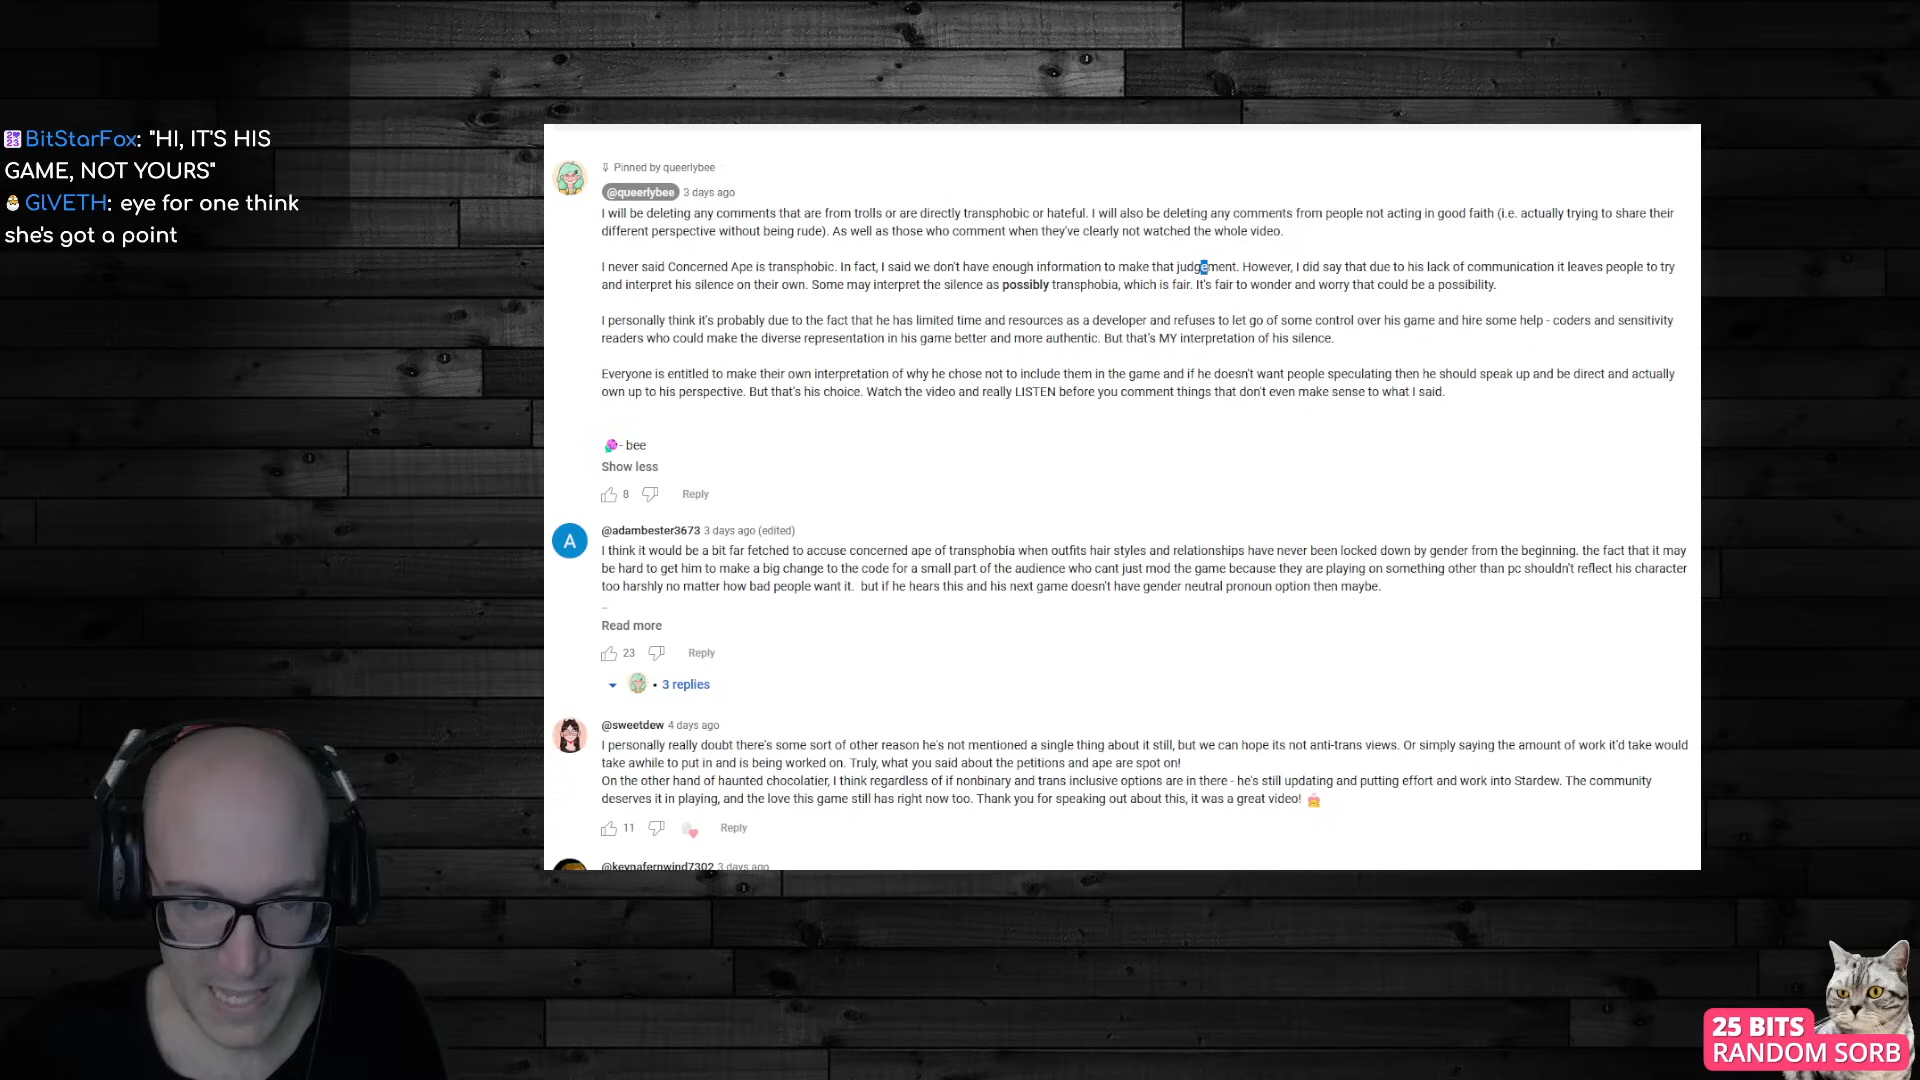 BitStarFox: "HI, IT'S HIS
GAME, NOT YOURS"
GlVETH: eye for one think
she's got a point
Pinned by queerlybee
@queerlybee 3 days ago
I will be deleting any comments that are from trolls or are directly transphobic or hateful. I will also be deleting any comments from people not acting in good faith (i.e. actually trying to share their
different perspective without being rude). As well as those who comment when they've clearly not watched the whole video.
I never said Concerned Ape is transphobic. In fact, I said we don't have enough information to make that judgement. However, I did say that due to his lack of communication it leaves people to try
and interpret his silence on their own. Some may interpret the silence as possibly transphobia, which is fair. It's fair to wonder and worry that could be a possibility.
I personally think it's probably due to the fact that he has limited time and resources as a developer and refuses to let go of some control over his game and hire some help - coders and sensitivity
readers who could make the diverse representation in his game better and more authentic. But that's MY interpretation of his silence.
Everyone is entitled to make their own interpretation of why he chose not to include them in the game and if he doesn't want people speculating then he should speak up and be direct and actually
own up to his perspective. But that's his choice. Watch the video and really LISTEN before you comment things that don't even make sense to what I said.
- bee
Show less
8 Reply
A
@adambester3673 3 days ago (edited)
I think it would be a bit far fetched to accuse concerned ape of transphobia when outfits hair styles and relationships have never been locked down by gender from the beginning. the fact that it may
be hard to get him to make a big change to the code for a small part of the audience who cant just mod the game because they are playing on something other than pc shouldn't reflect his character
too harshly no matter how bad people want it. but if he hears this and his next game doesn't have gender neutral pronoun option then maybe.
Read more
23 Reply
• 3 replies
@sweetdew 4 days ago
I personally really doubt there's some sort of other reason he's not mentioned a single thing about it still, but we can hope its not anti-trans views. Or simply saying the amount of work it'd take would
take awhile to put in and is being worked on. Truly, what you said about the petitions and ape are spot on!
On the other hand of haunted chocolatier, I think regardless of if nonbinary and trans inclusive options are in there - he's still updating and putting effort and work into Stardew. The community
deserves it in playing, and the love this game still has right now too. Thank you for speaking out about this, it was a great video!
11 Reply
@keynafernwind7302 3 days ago
25 BITS
RANDOM SORB